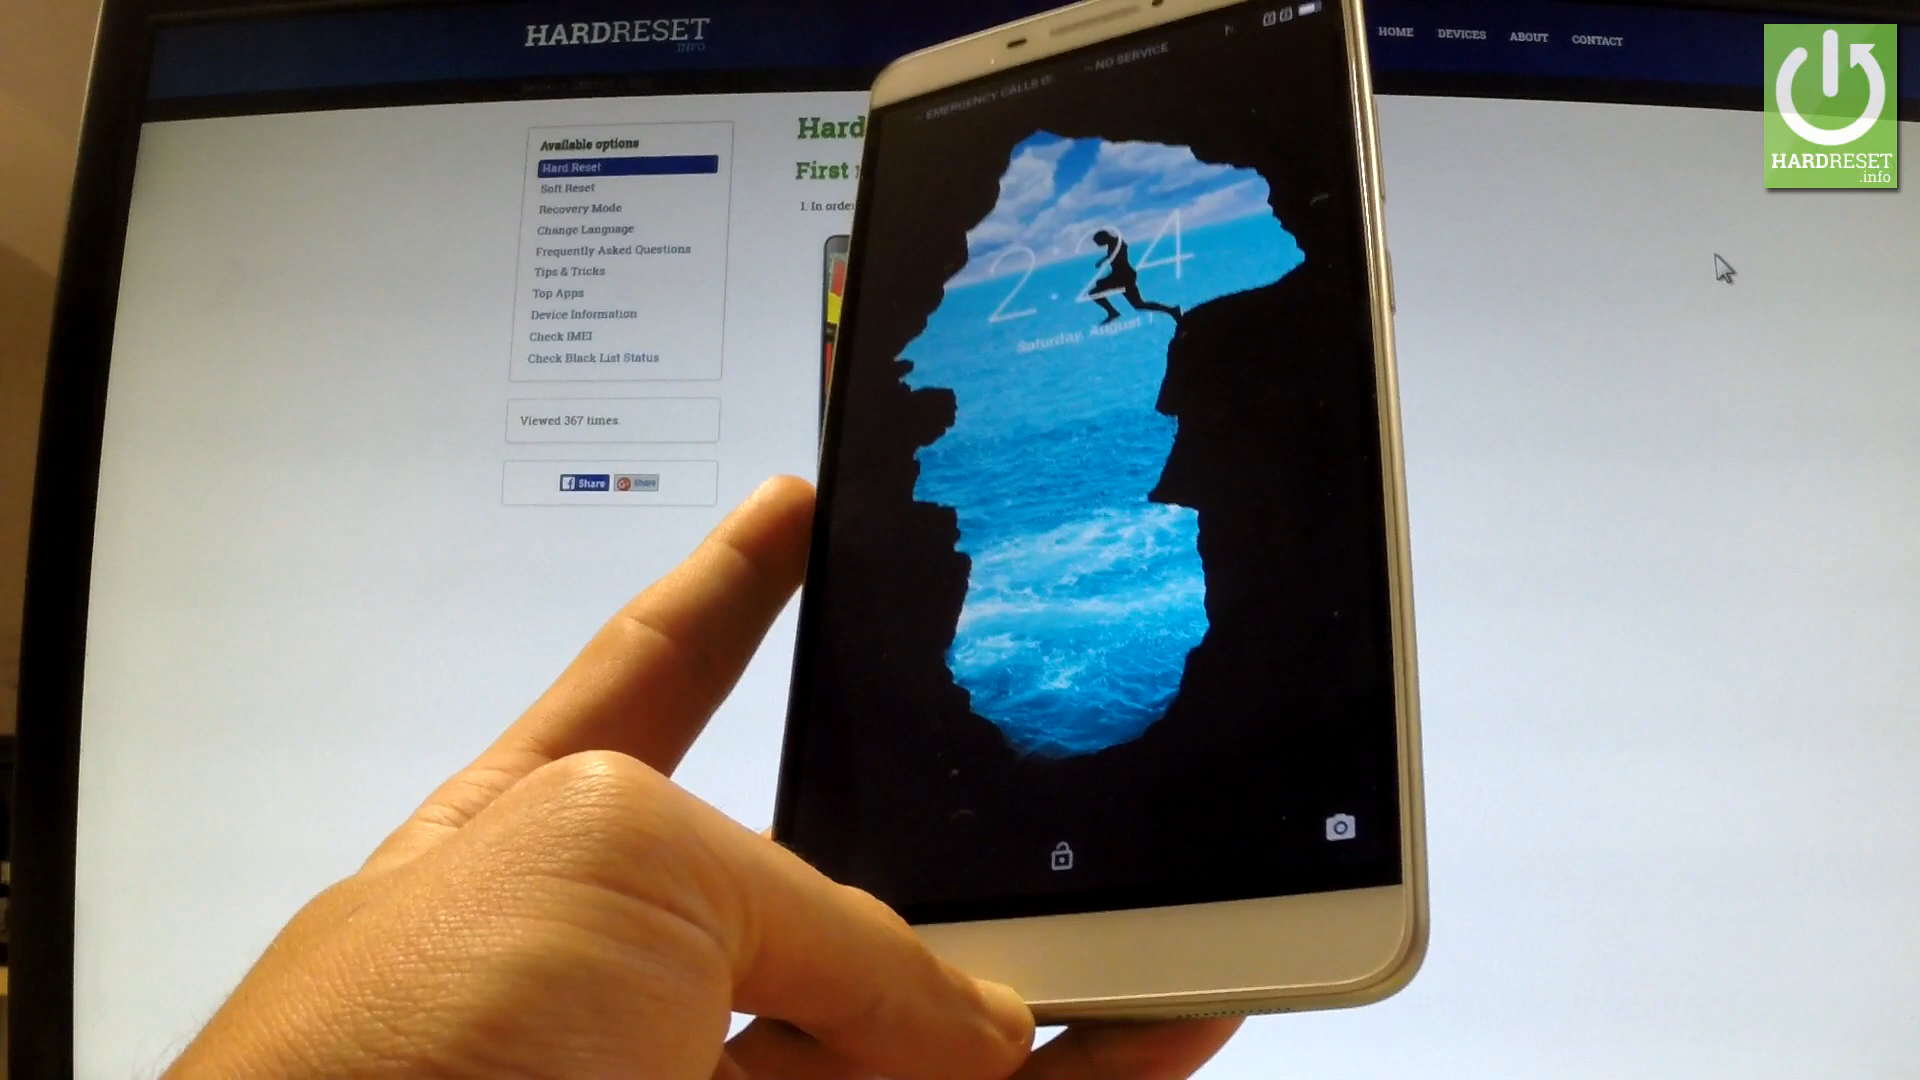 HARDRESET
.INFO
HOME DEVICES ABOUT CONTACT
HARDRESET
.info
Available options
Hard Reset
Soft Reset
Recovery Mode
Change Language
Frequently Asked Questions
Tips & Tricks
Top Apps
Device Information
Check IMEI
Check Black List Status
Viewed 367 times
Share Share
Hard
First
1. In order
— EMERGENCY CALLS O — NO SERVICE
2:24
Saturday, August 1